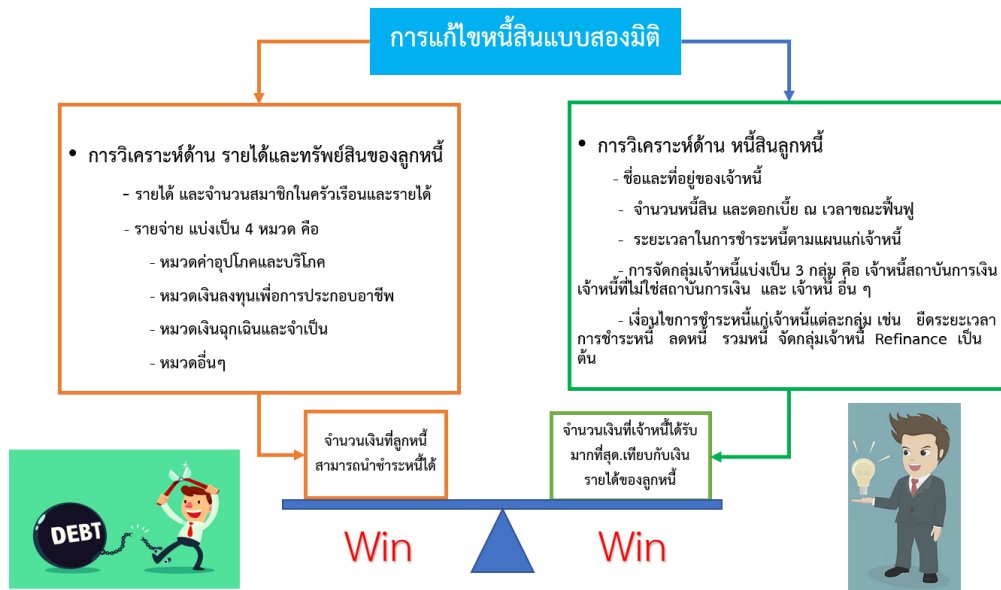 การแก้ไขหนี้สินแบบสองมิติ
• การวิเคราะห์ด้าน รายได้และทรัพย์สินของลูกหนี้
- รายได้ และจำนวนสมาชิกในครัวเรือนและรายได้
- รายจ่าย แบ่งเป็น 4 หมวด คือ
- หมวดค่าอุปโภคและบริโภค
- หมวดเงินลงทุนเพื่อการประกอบอาชีพ
- หมวดเงินฉุกเฉินและจำเป็น
- หมวดอื่นๆ
• การวิเคราะห์ด้าน หนี้สินลูกหนี้
- ชื่อและที่อยู่ของเจ้าหนี้
- จำนวนหนี้สิน และดอกเบี้ย ณ เวลาขณะฟื้นฟู
- ระยะเวลาในการชำระหนี้ตามแผนแก่เจ้าหนี้
- การจัดกลุ่มเจ้าหนี้แบ่งเป็น 3 กลุ่ม คือ เจ้าหนี้สถาบันการเงิน
เจ้าหนี้ที่ไม่ใช่สถาบันการเงิน และ เจ้าหนี้ อื่น ๆ
- เงื่อนไขการชำระหนี้แก่เจ้าหนี้แต่ละกลุ่ม เช่น ยืดระยะเวลา
การชำระหนี้ ลดหนี้ รวมหนี้ จัดกลุ่มเจ้าหนี้ Refinance เป็น
ต้น
จำนวนเงินที่ลูกหนี้
สามารถนำชำระหนี้ได้
จำนวนเงินที่เจ้าหนี้ได้รับ
มากที่สุด.เทียบกับเงิน
รายได้ของลูกหนี้
DEBT
Win
Win